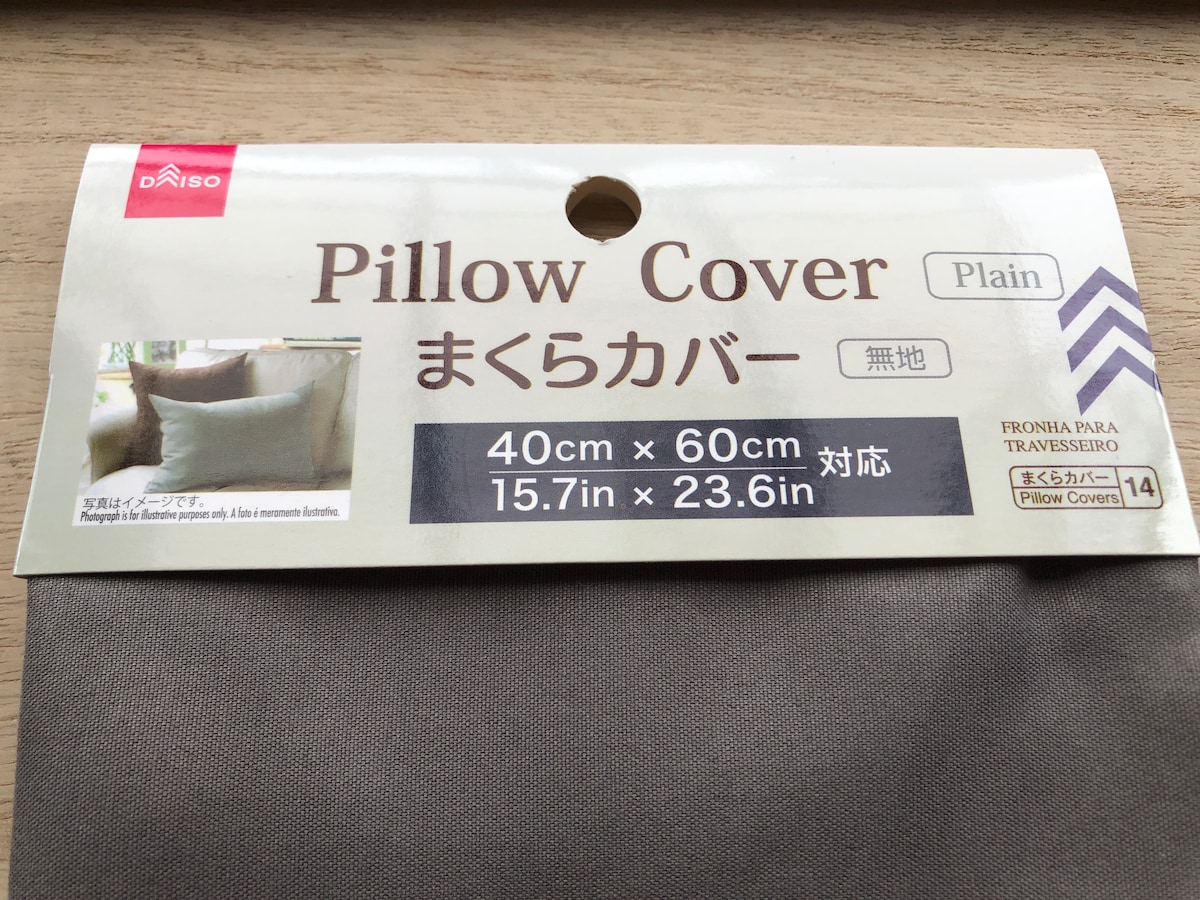 DAISO
Pillow Cover
Plain
まくらカバー
無地
40cm × 60cm
15.7in × 23.6in
対応
FRONHA PARA
TRAVESSEIRO
まくらカバー
Pillow Covers
14
写真はイメージです。
Photograph is for illustrative purposes only. A foto é meramente ilustrativa.